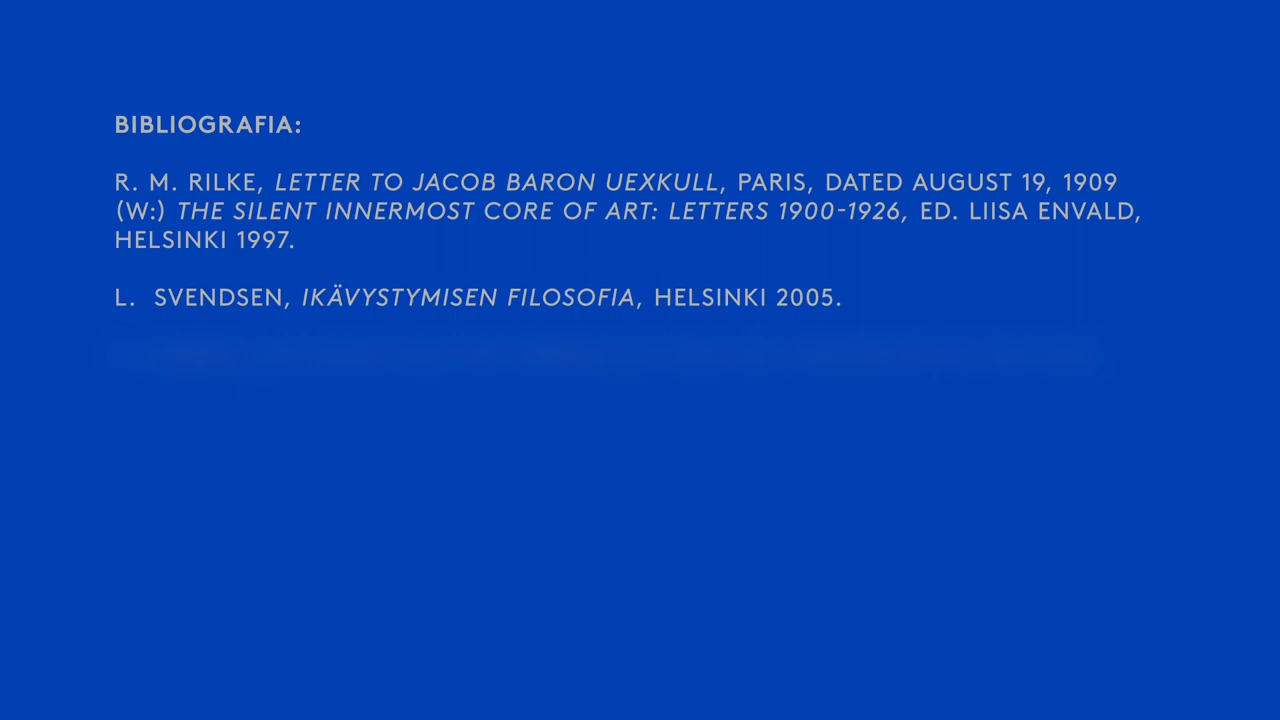 BIBLIOGRAFIA:
R. M. RILKE, LETTER TO JACOB BARON UEXKULL, PARIS, DATED AUGUST 19, 1909
(W:) THE SILENT INNERMOST CORE OF ART: LETTERS 1900-1926, ED. LIISA ENVALD,
HELSINKI 1997.
L. SVENDSEN, IKÄVYSTYMISEN FILOSOFIA, HELSINKI 2005.